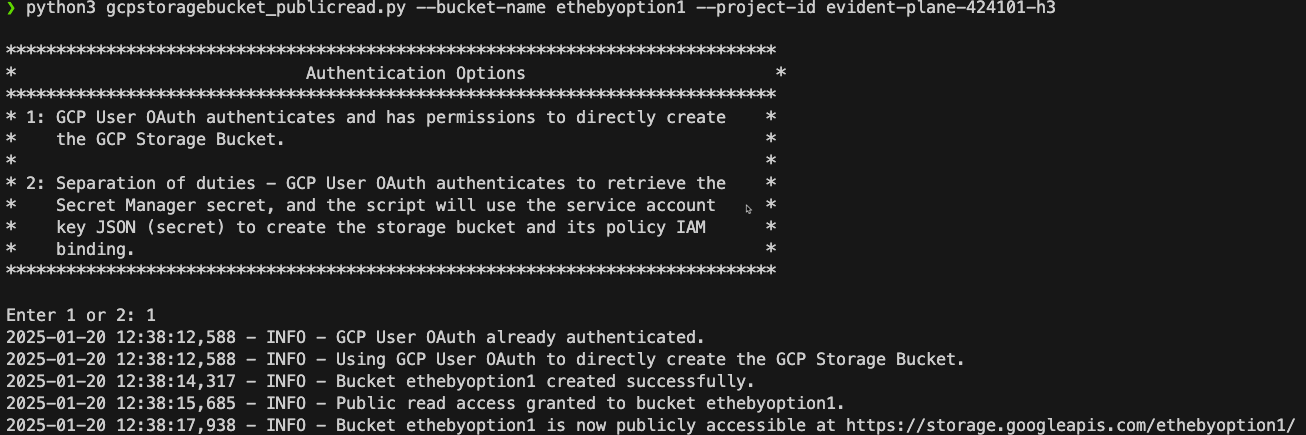 ❯ python3 gcpstoragebucket_publicread.py --bucket-name ethebyoption1 --project-id evident-plane-424101-h3
*****************************************************************************
* Authentication Options *
*****************************************************************************
* 1: GCP User OAuth authenticates and has permissions to directly create *
* the GCP Storage Bucket. *
* *
* 2: Separation of duties – GCP User OAuth authenticates to retrieve the *
* Secret Manager secret, and the script will use the service account *
* key JSON (secret) to create the storage bucket and its policy IAM *
* binding. *
*****************************************************************************
Enter 1 or 2: 1
2025-01-20 12:38:12,588 - INFO - GCP User OAuth already authenticated.
2025-01-20 12:38:12,588 - INFO - Using GCP User OAuth to directly create the GCP Storage Bucket.
2025-01-20 12:38:14,317 - INFO - Bucket ethebyoption1 created successfully.
2025-01-20 12:38:15,685 - INFO - Public read access granted to bucket ethebyoption1.
2025-01-20 12:38:17,938 - INFO - Bucket ethebyoption1 is now publicly accessible at https://storage.googleapis.com/ethebyoption1/